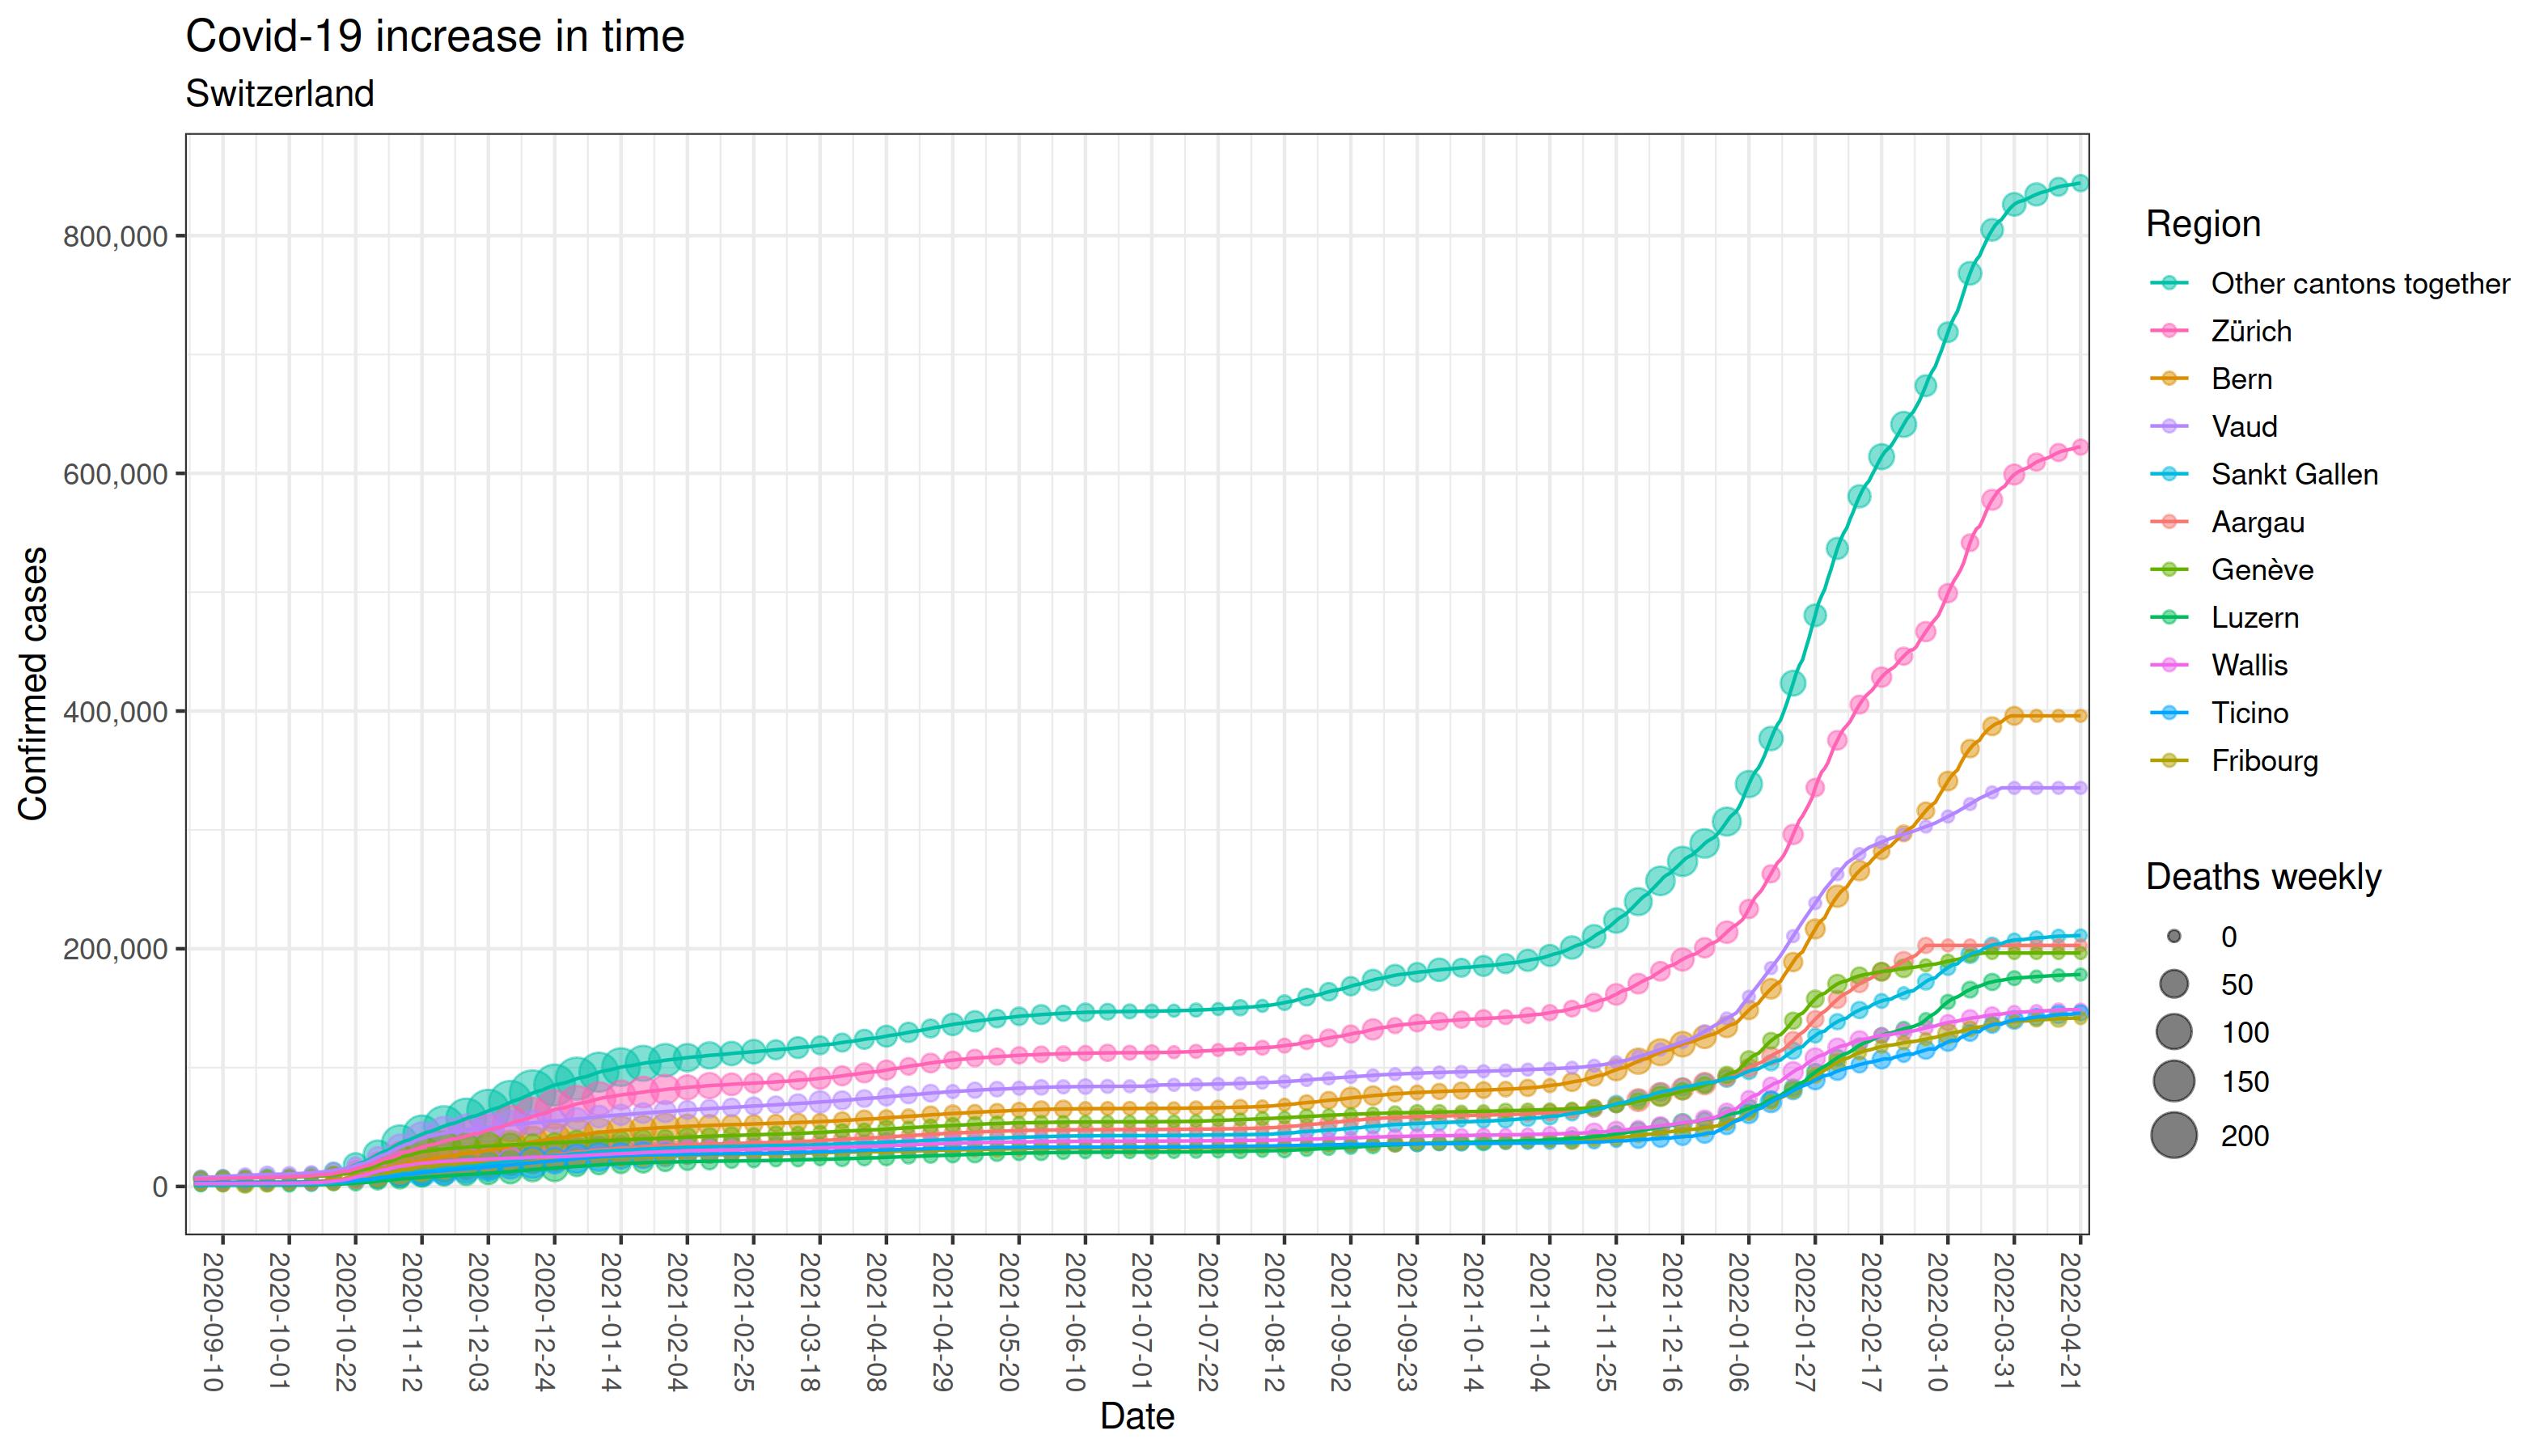 Covid-19 increase in time
Switzerland
Confirmed cases
800,000
600,000
400,000
200,000
0
2020-09-10
2020-10-01
2020-10-22
2020-11-12
2020-12-03
2020-12-24
2021-01-14
2021-02-04
2021-02-25
2021-03-18
2021-04-08
2021-04-29
2021-05-20
2021-06-10
2021-07-01
2021-07-22
2021-08-12
2021-09-02
2021-09-23
2021-10-14
2021-11-04
2021-11-25
2021-12-16
2022-01-06
2022-01-27
2022-02-17
2022-03-10
2022-03-31
2022-04-21
Date
Region
Other cantons together
Zürich
Bern
Vaud
Sankt Gallen
Aargau
Genève
Luzern
Wallis
Ticino
Fribourg
Deaths weekly
0
50
100
150
200